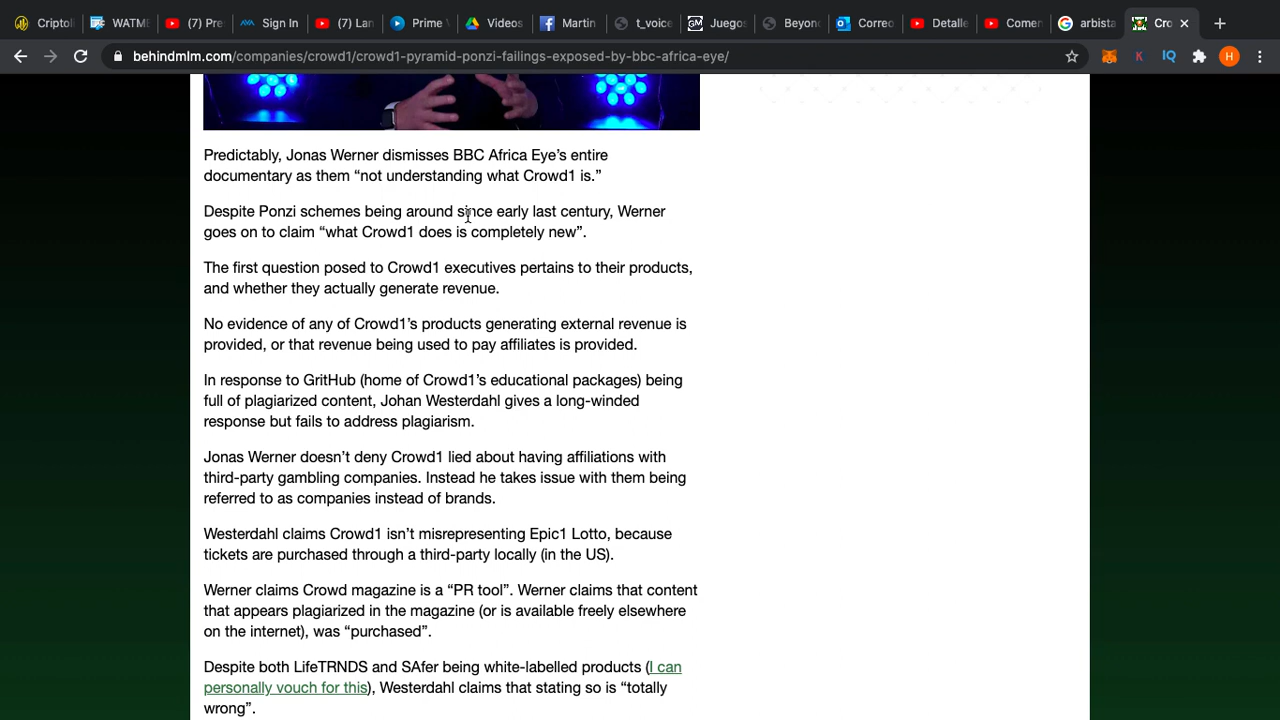 Criptol
WATME
(7) Pre
Sign In
(7) Lan
Prime
Videos
Martin
t_voice
Juegos
Beyon
Correo
Detalle
Comen
arbista
Cro
behindmlm.com/companies/crowd1/crowd1-pyramid-ponzi-failings-exposed-by-bbc-africa-eye/
K
IQ
H
Predictably, Jonas Werner dismisses BBC Africa Eye’s entire
documentary as them “not understanding what Crowd1 is.”
Despite Ponzi schemes being around since early last century, Werner
goes on to claim “what Crowd1 does is completely new”.
The first question posed to Crowd1 executives pertains to their products,
and whether they actually generate revenue.
No evidence of any of Crowd1’s products generating external revenue is
provided, or that revenue being used to pay affiliates is provided.
In response to GritHub (home of Crowd1’s educational packages) being
full of plagiarized content, Johan Westerdahl gives a long-winded
response but fails to address plagiarism.
Jonas Werner doesn’t deny Crowd1 lied about having affiliations with
third-party gambling companies. Instead he takes issue with them being
referred to as companies instead of brands.
Westerdahl claims Crowd1 isn’t misrepresenting Epic1 Lotto, because
tickets are purchased through a third-party locally (in the US).
Werner claims Crowd magazine is a “PR tool”. Werner claims that content
that appears plagiarized in the magazine (or is available freely elsewhere
on the internet), was “purchased”.
Despite both LifeTRNDS and SAfer being white-labelled products (I can
personally vouch for this), Westerdahl claims that stating so is “totally
wrong”.